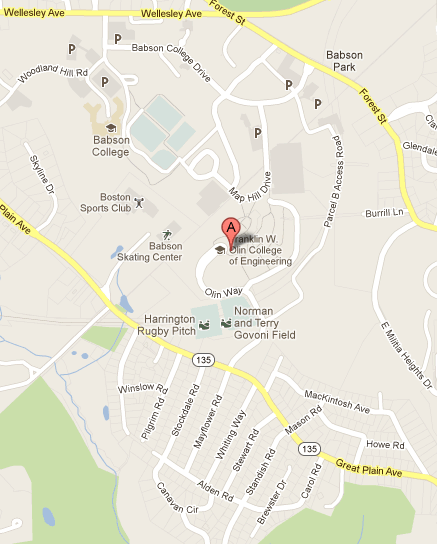 Wellesley Ave
Wellesley Ave
Forest St
P
P
Babson College Drive
Babson
Park
Woodland Hill Rd
P
P
P
Forest St
Cla
Babson
College
P
Glendale
Skyline Dr
Parcel B Access Road
Map Hill Drive
Boston
Sports Club
Burrill Ln
Plain Ave
A
Babson
Skating Center
Franklin W.
Olin College
of Engineering
Olin Way
Harrington
Rugby Pitch
Norman
and Terry
Govoni Field
E Militia Heights Dr
135
Winslow Rd
Pilgrim Rd
Stockdale Rd
Mayflower Rd
Whiting Way
Stewart Rd
Standish Rd
Mason Rd
MacKintosh Ave
Howe Rd
135
Great Plain Ave
Carol Rd
Brewster Dr
Alden Rd
Canavan Cir